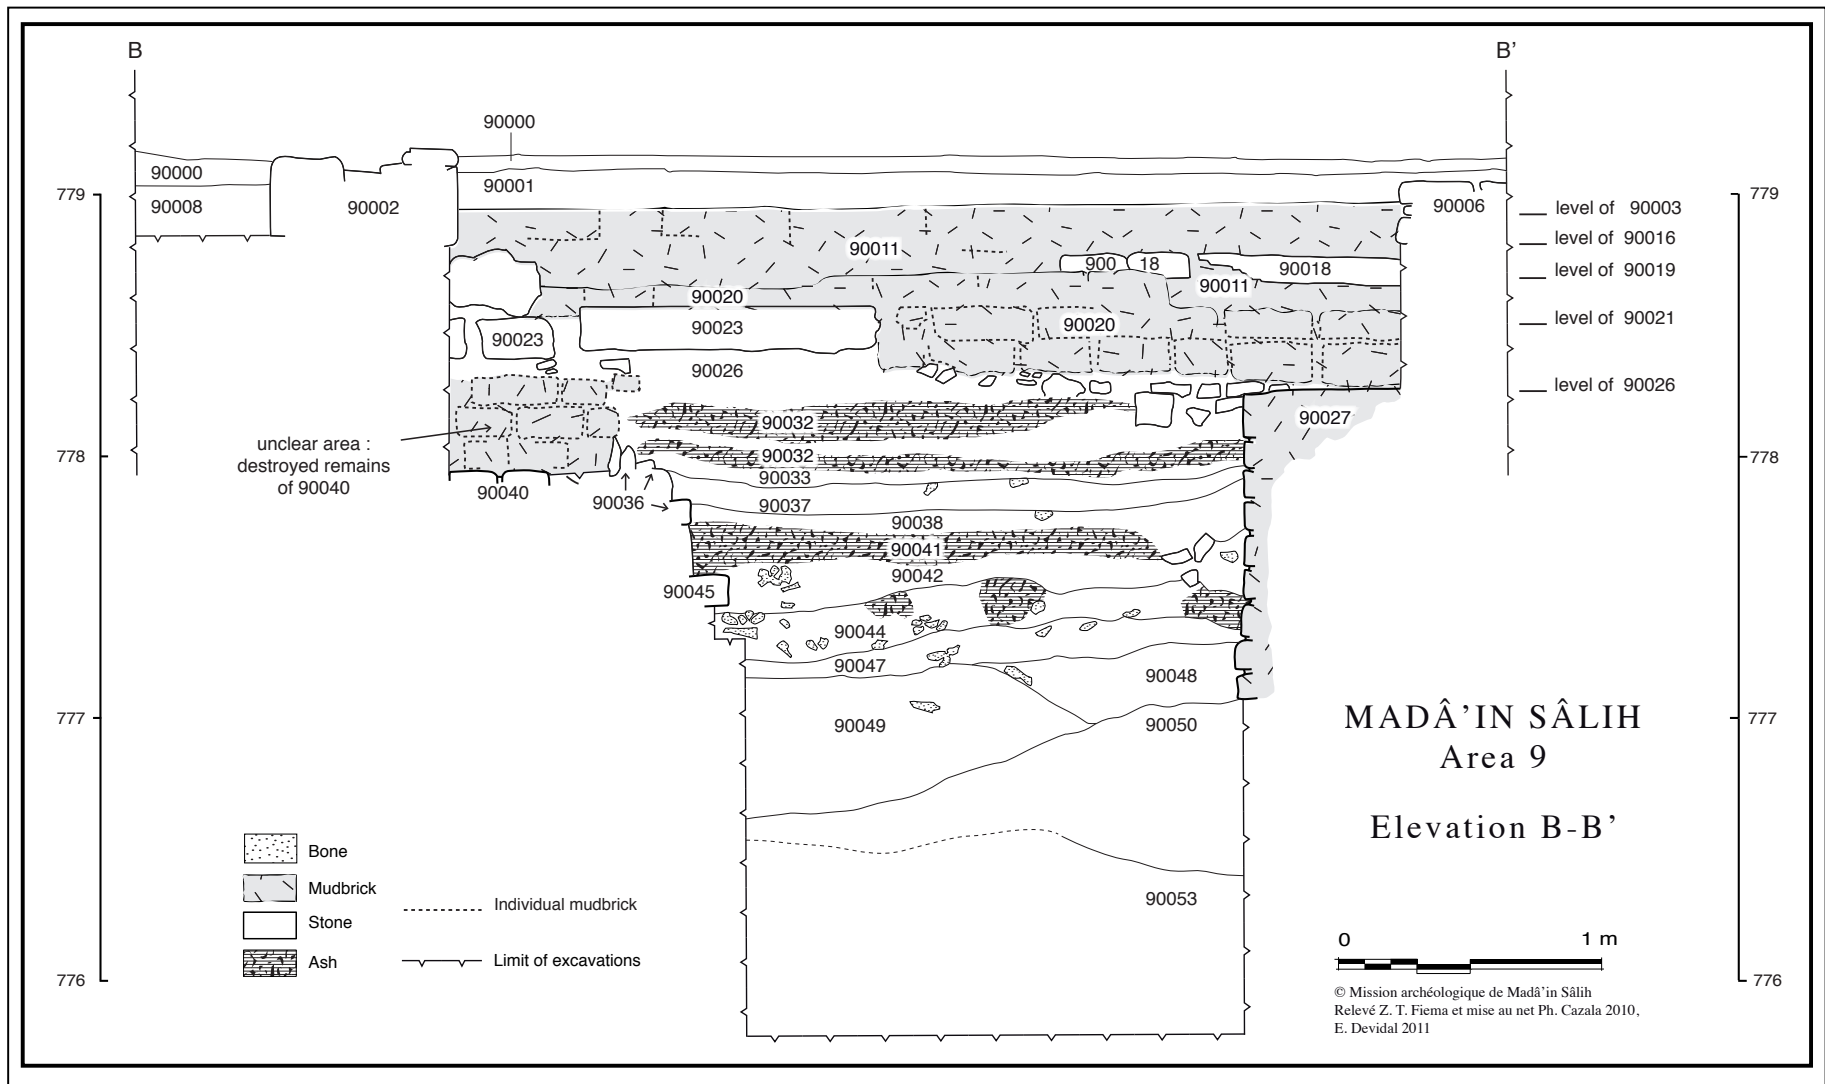 B
B’
90000
90000
90001
90008
90002
90006
779
779
level of 90003
level of 90016
level of 90019
level of 90021
level of 90026
90011
900 18
90018
90011
90020
90020
90023
90023
90026
90027
90032
90032
unclear area :
destroyed remains
of 90040
778
778
90033
90040
90036
90037
90038
90041
90042
90045
90044
90047
90048
90049
90050
777
777
MADÂ’IN SÂLIH
Area 9
Elevation B-B’
90053
Bone
Mudbrick
Stone
Ash
Individual mudbrick
Limit of excavations
0 1 m
776
776
© Mission archéologique de Madâ’in Sâlih
Relevé Z. T. Fiema et mise au net Ph. Cazala 2010,
E. Devidal 2011